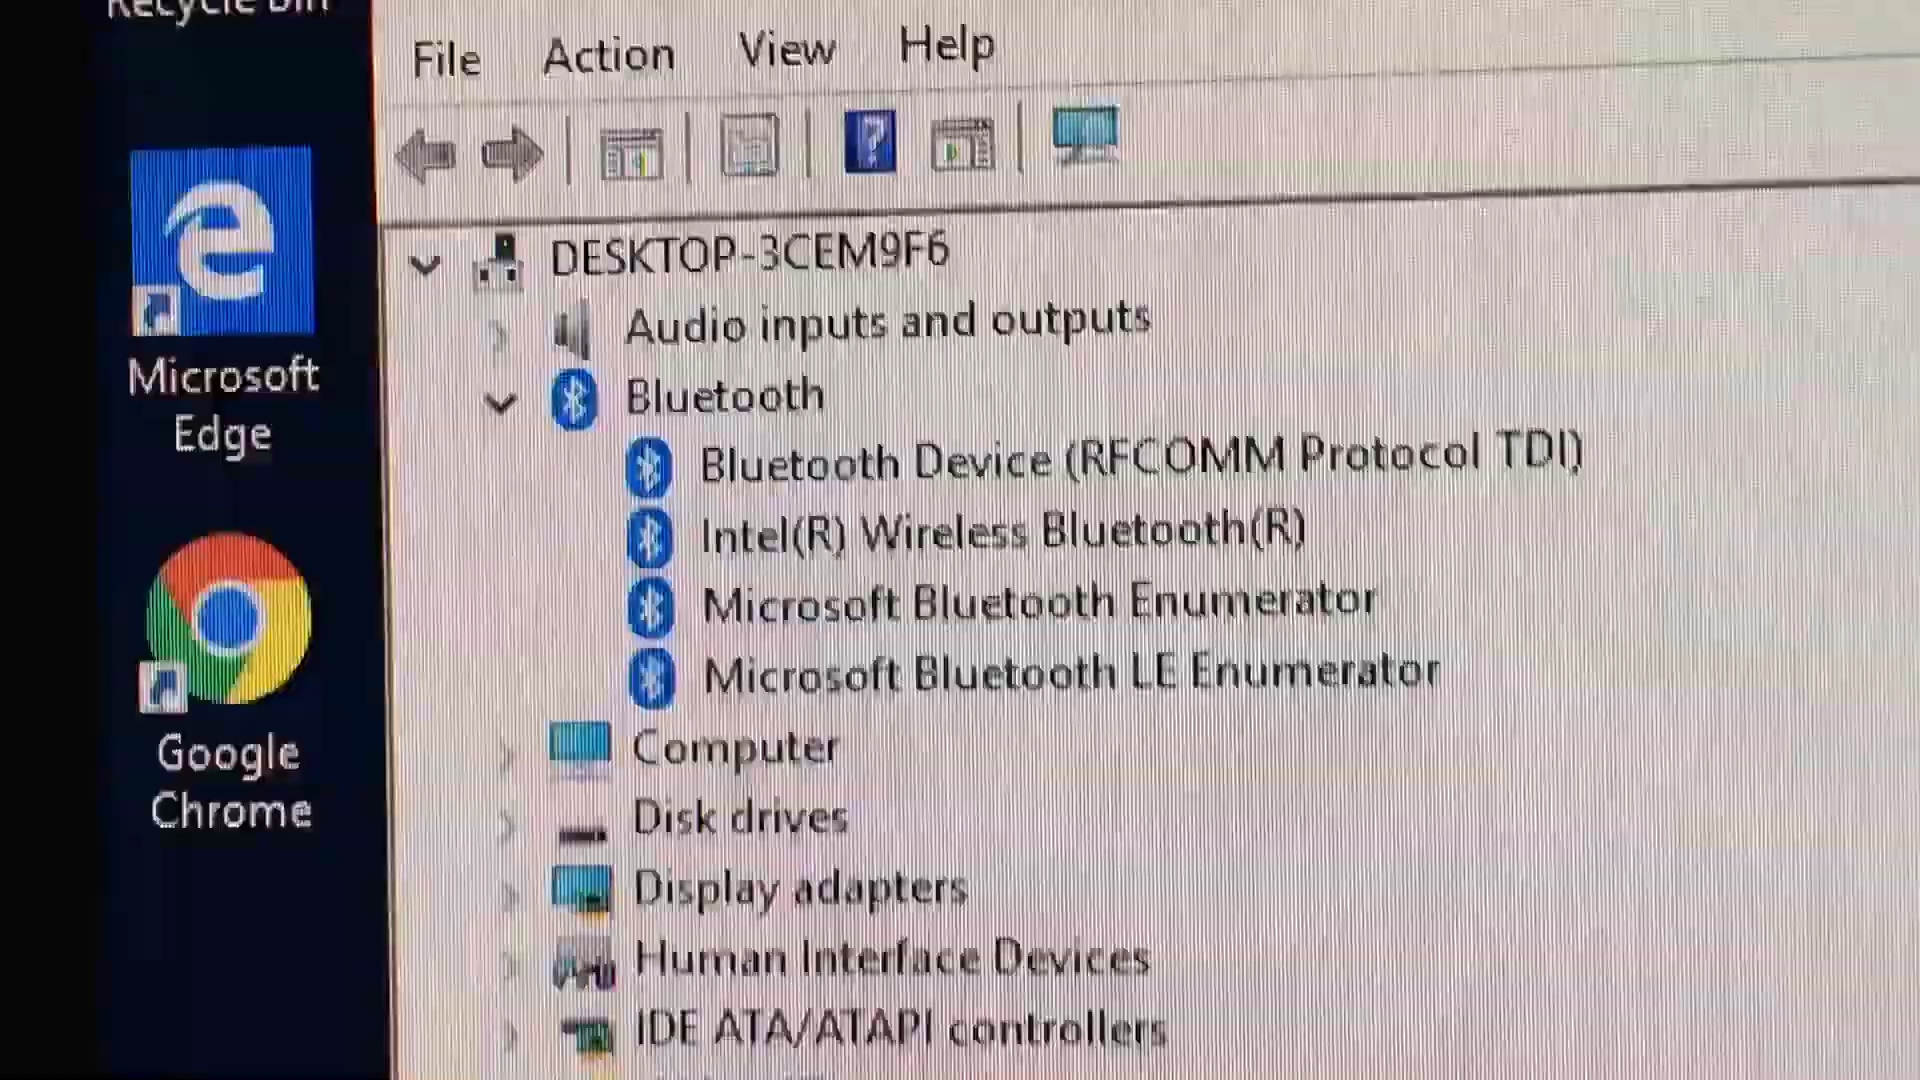 Recycle Bin
File Action View Help
Microsoft
Edge
Google
Chrome
DESKTOP-3CEM9F6
Audio inputs and outputs
Bluetooth
Bluetooth Device (RFCOMM Protocol TDI)
Intel(R) Wireless Bluetooth(R)
Microsoft Bluetooth Enumerator
Microsoft Bluetooth LE Enumerator
Computer
Disk drives
Display adapters
Human Interface Devices
IDE ATA/ATAPI controllers